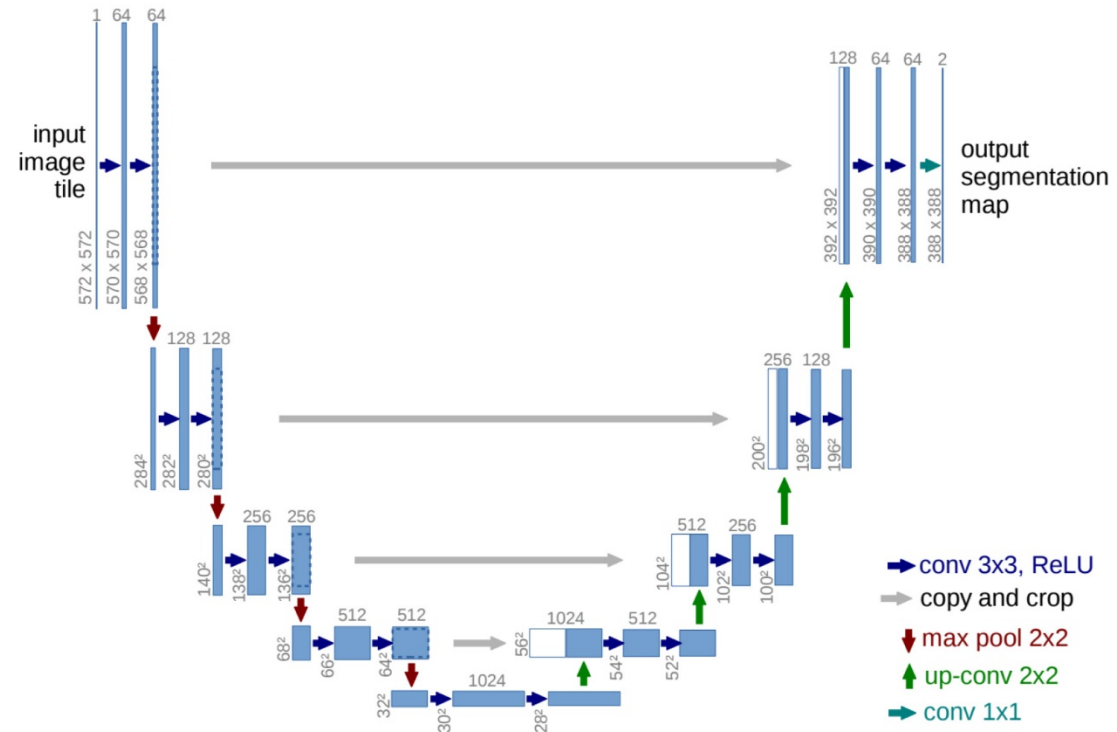 1 64 64
input
image
tile
572 x 572
570 x 570
568 x 568
128 64 64 2
output
segmentation
map
392 x 392
390 x 390
388 x 388
388 x 388
128 128
284²
282²
280²
256 128
200²
198²
196²
256 256
140²
138²
136²
512 256
104²
102²
100²
512 512
68²
66²
64²
1024 512
56²
54²
52²
1024
32²
30²
28²
conv 3x3, ReLU
copy and crop
max pool 2x2
up-conv 2x2
conv 1x1